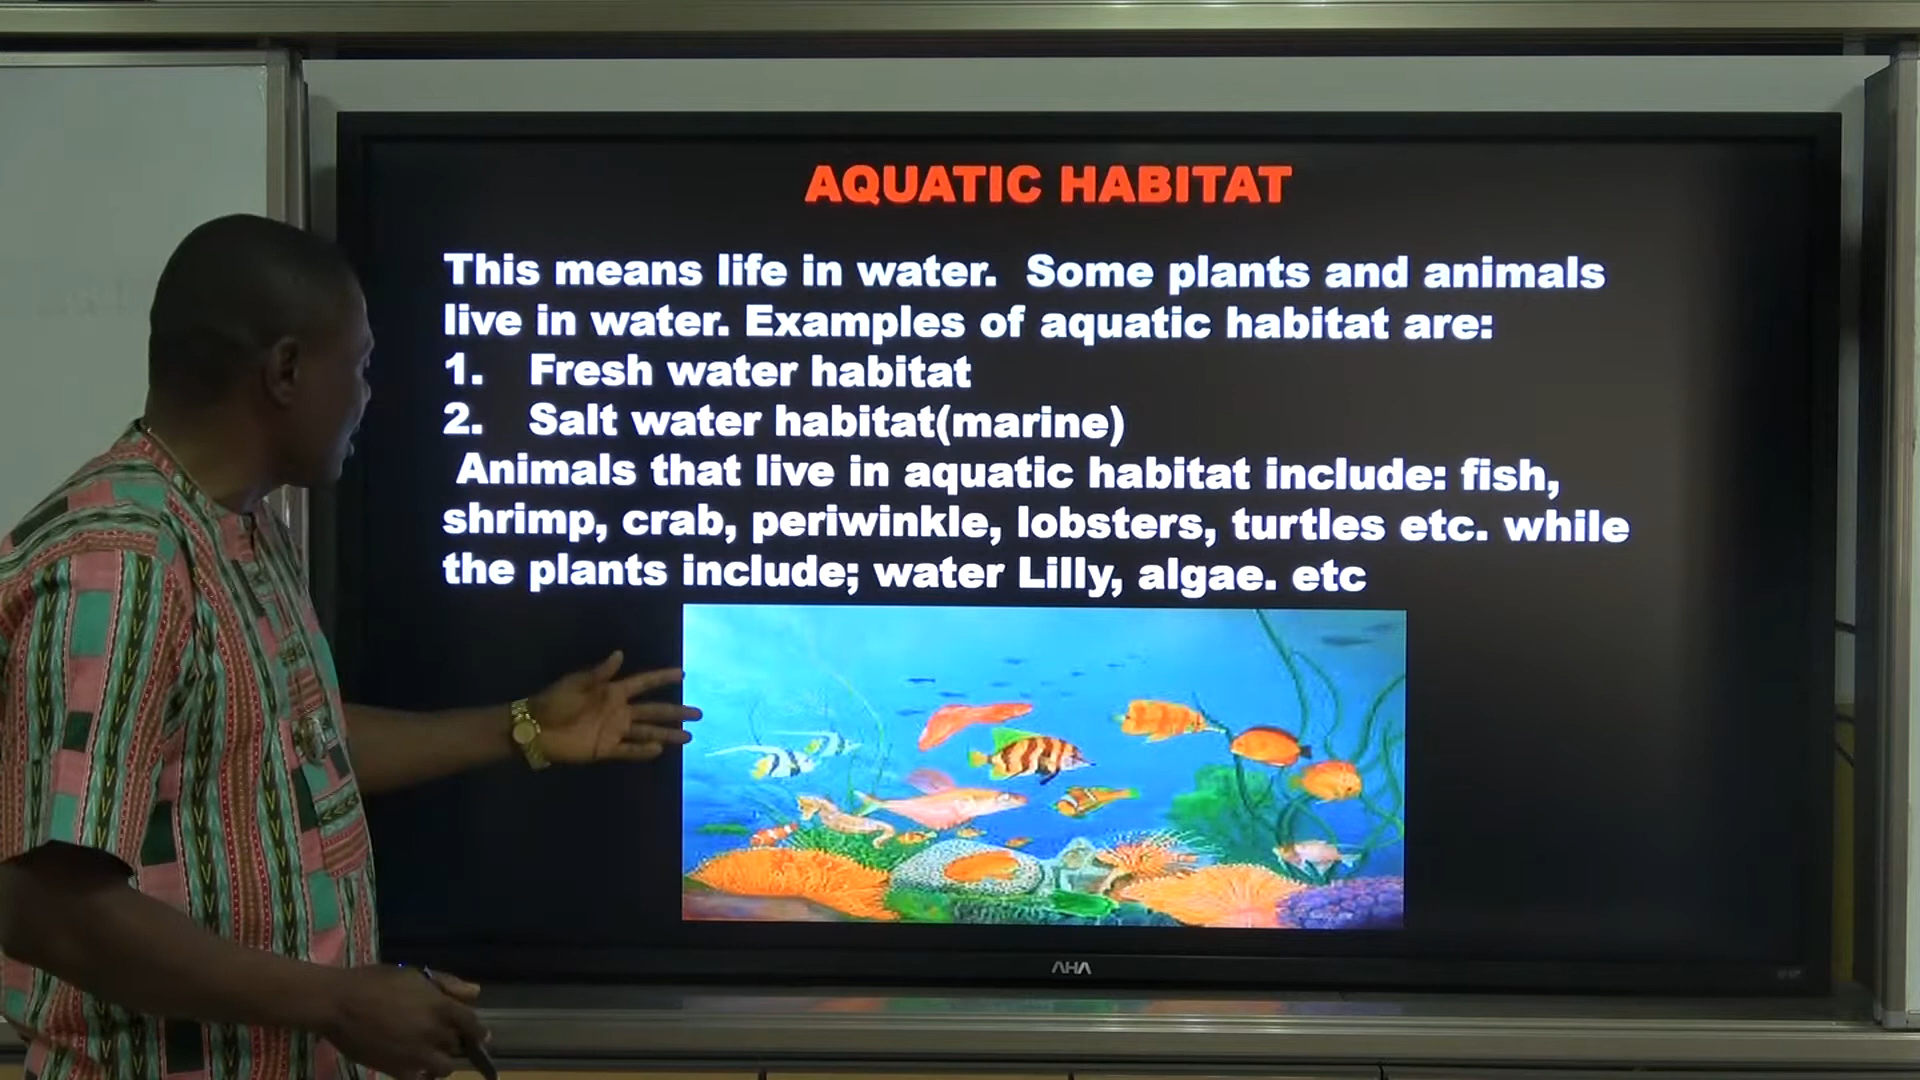 AQUATIC HABITAT
This means life in water. Some plants and animals
live in water. Examples of aquatic habitat are:
1. Fresh water habitat
2. Salt water habitat(marine)
Animals that live in aquatic habitat include: fish,
shrimp, crab, periwinkle, lobsters, turtles etc. while
the plants include; water Lilly, algae. etc
AHA